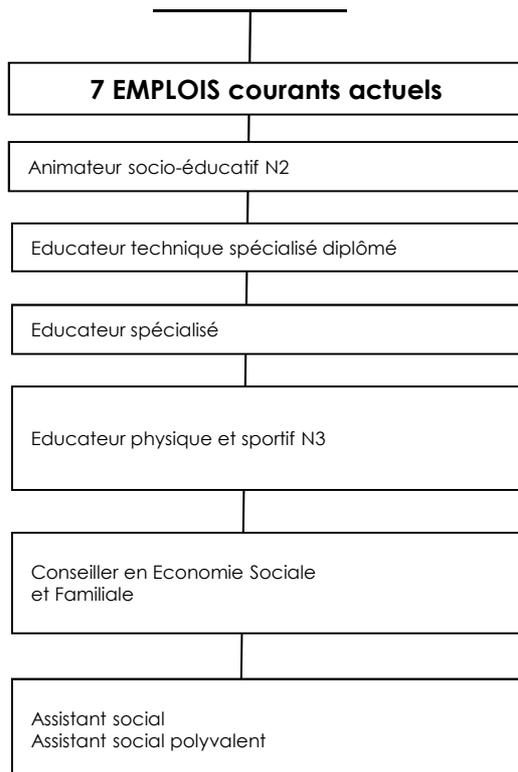 7 EMPLOIS courants actuels
Animateur socio-éducatif N2
Educateur technique spécialisé diplômé
Educateur spécialisé
Educateur physique et sportif N3
Conseiller en Economie Sociale
et Familiale
Assistant social
Assistant social polyvalent